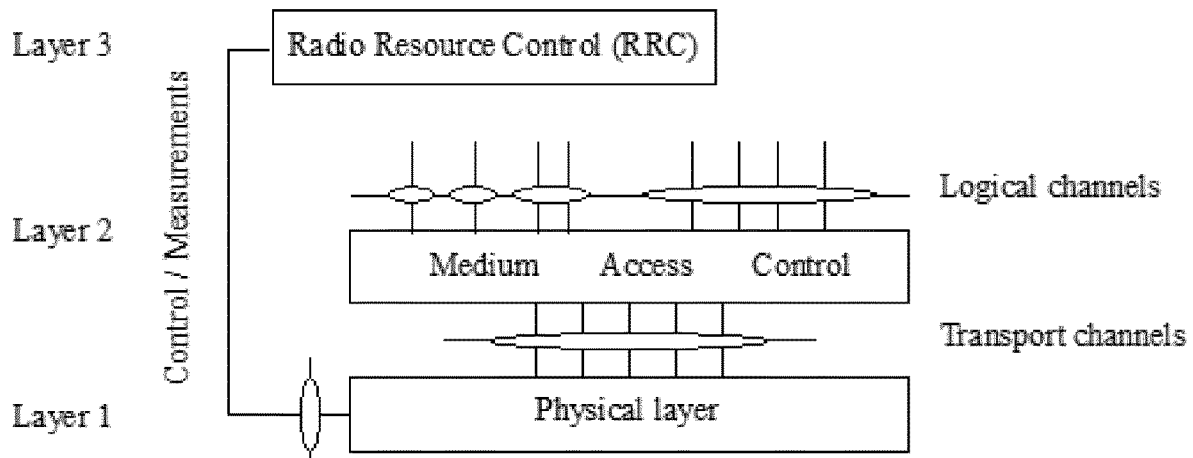 Layer 3
Radio Resource Control (RRC)
Control / Measurements
Logical channels
Layer 2
Medium Access Control
Transport channels
Layer 1
Physical layer